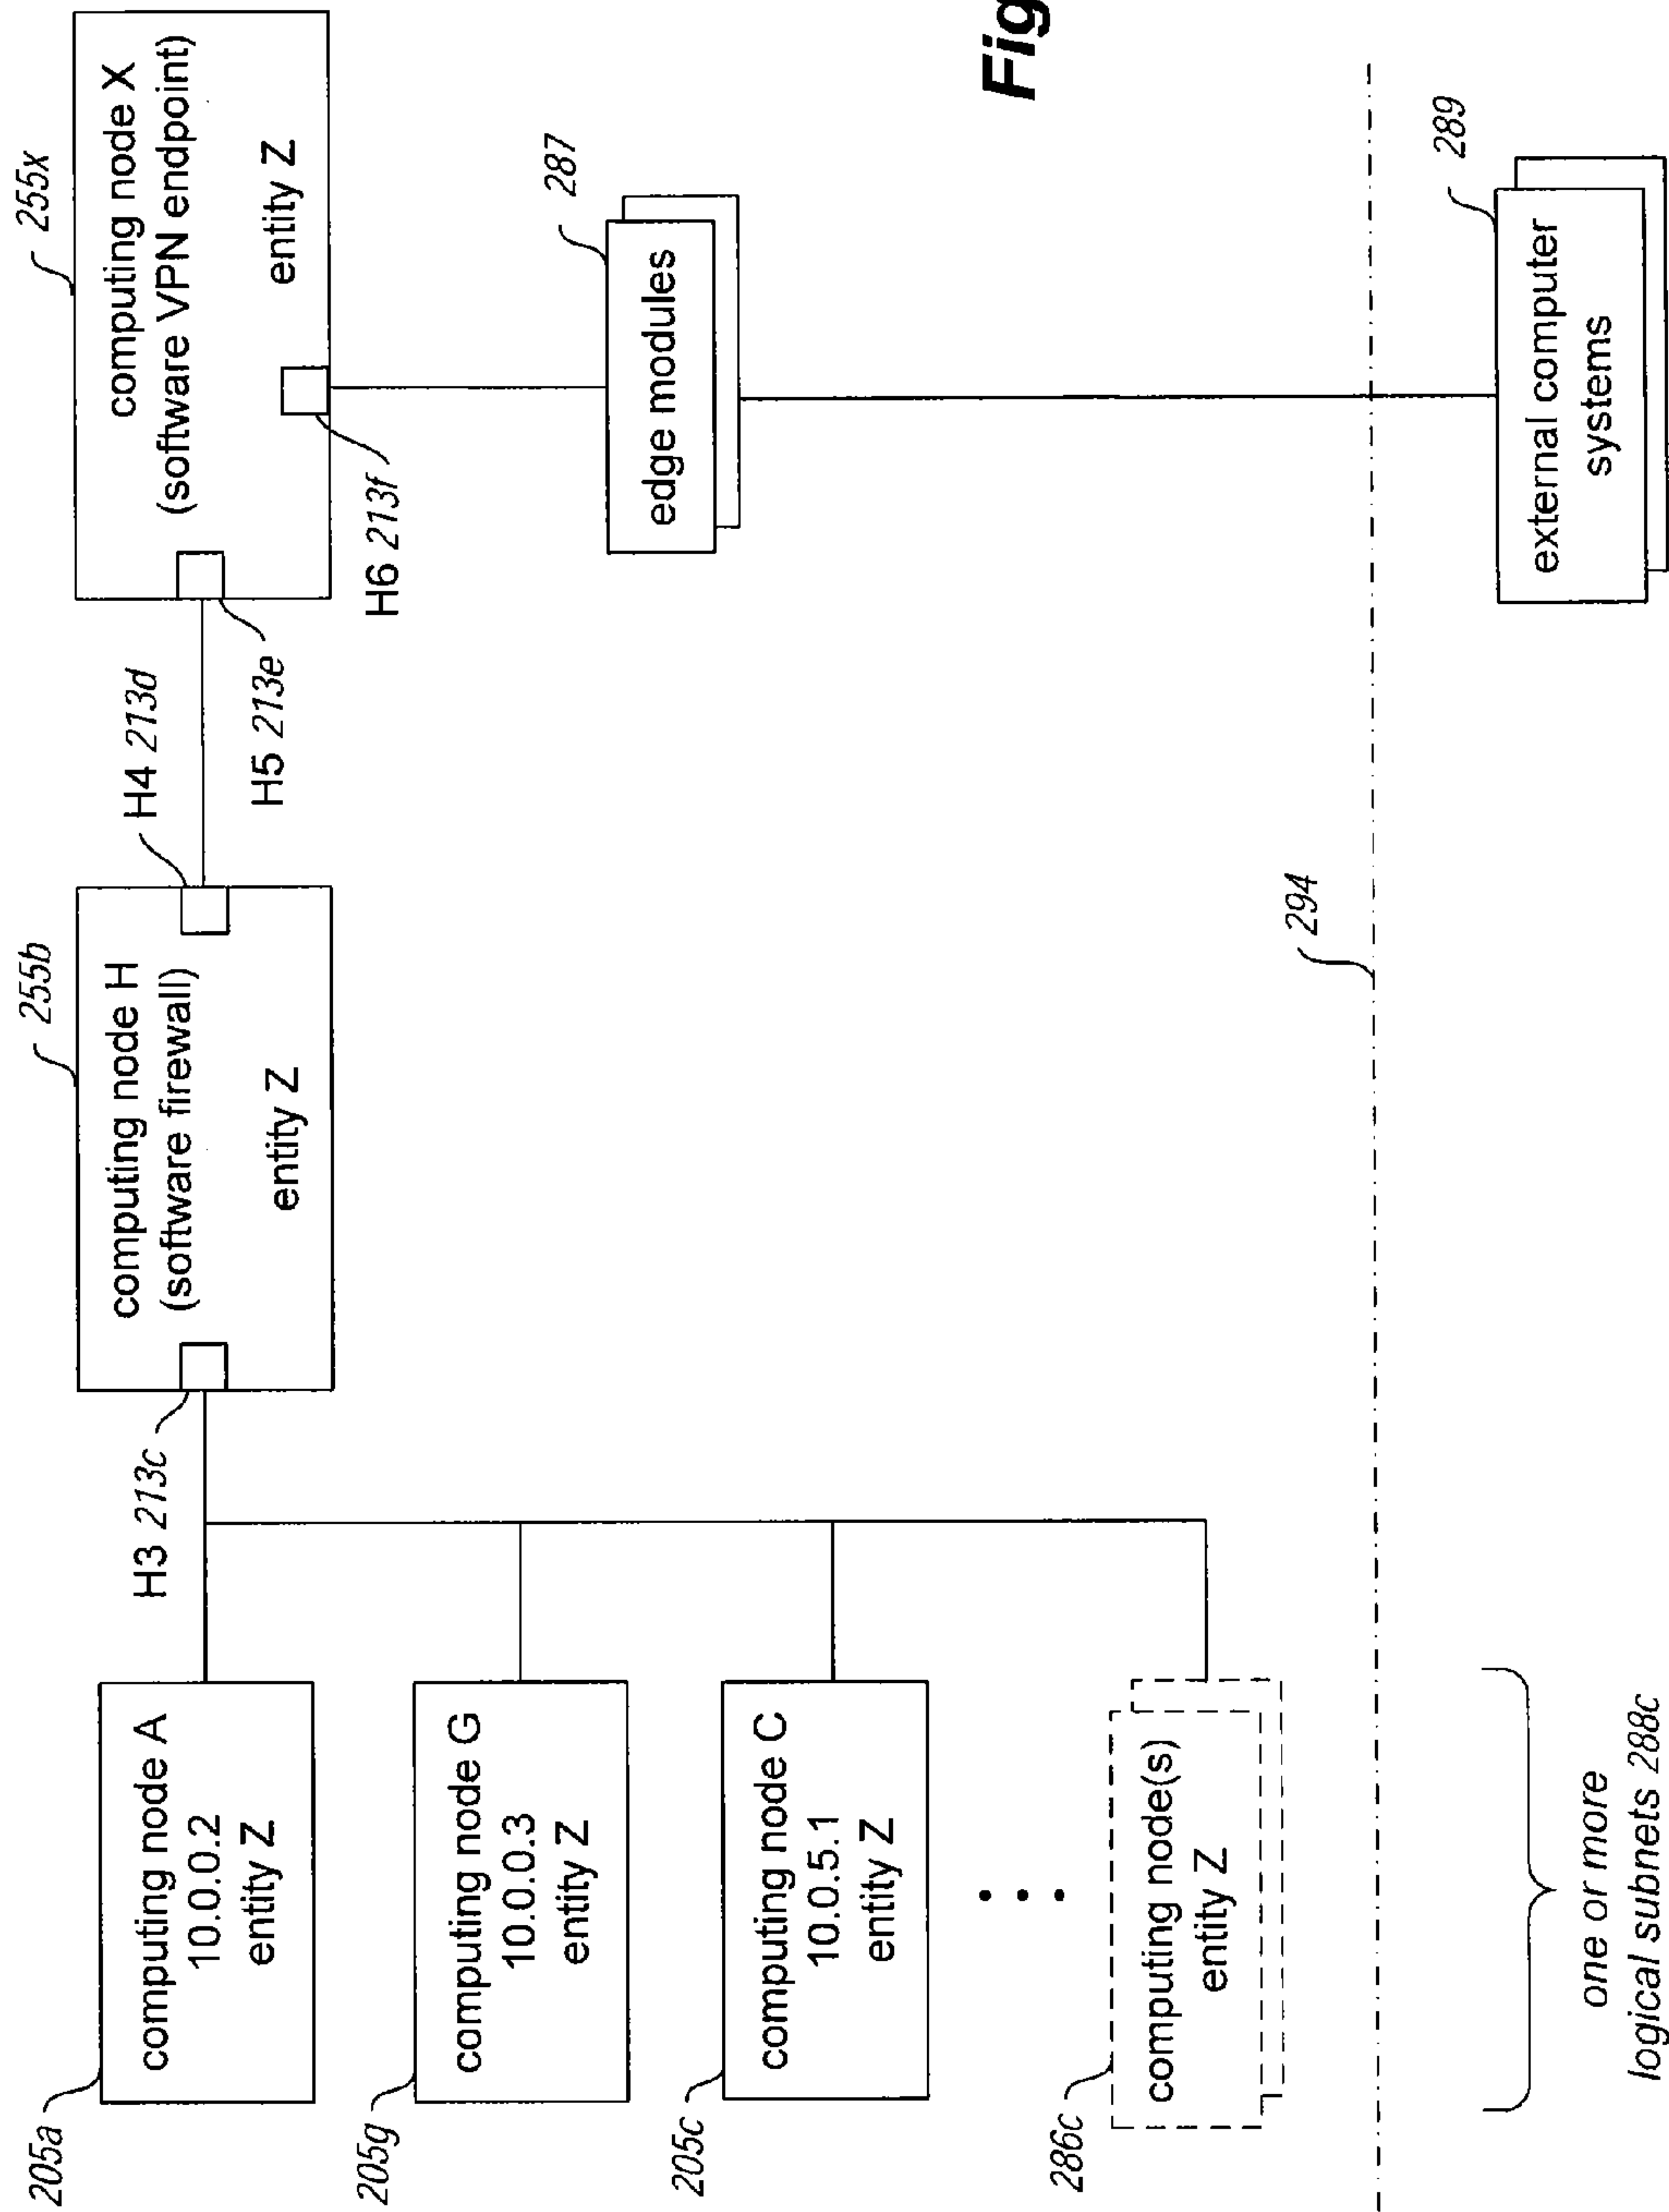 205a
computing node A
10.0.0.2
entity Z
205g
computing node G
10.0.0.3
entity Z
205c
computing node C
10.0.5.1
entity Z
286c
computing node(s)
entity Z
one or more
logical subnets 288c
H3 213c
255b
computing node H
(software firewall)
entity Z
H4 213d
H5 213e
255x
computing node X
(software VPN endpoint)
entity Z
H6 213f
287
edge modules
294
289
external computer
systems
Fig